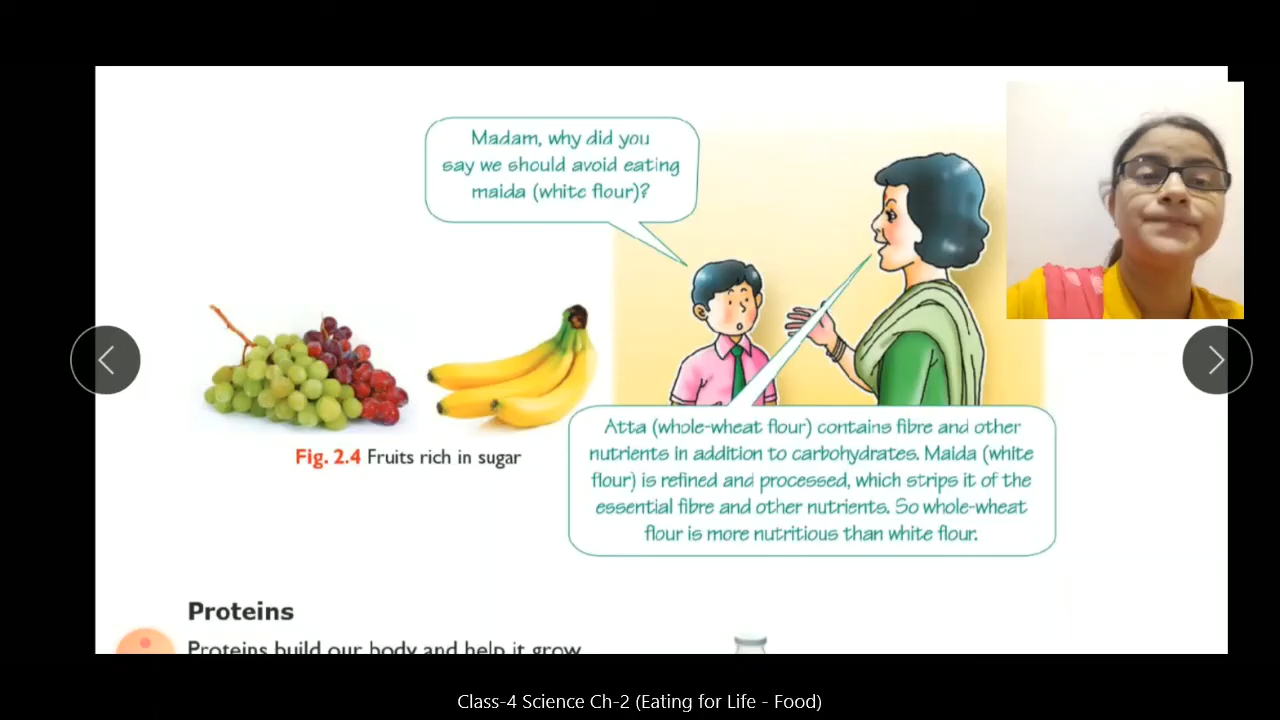 Madam, why did you
say we should avoid eating
maida (white flour)?
Fig. 2.4 Fruits rich in sugar
Atta (whole-wheat flour) contains fibre and other
nutrients in addition to carbohydrates. Maida (white
flour) is refined and processed, which strips it of the
essential fibre and other nutrients. So whole-wheat
flour is more nutritious than white flour.
Proteins
Proteins build our body and help it grow
Class-4 Science Ch-2 (Eating for Life - Food)